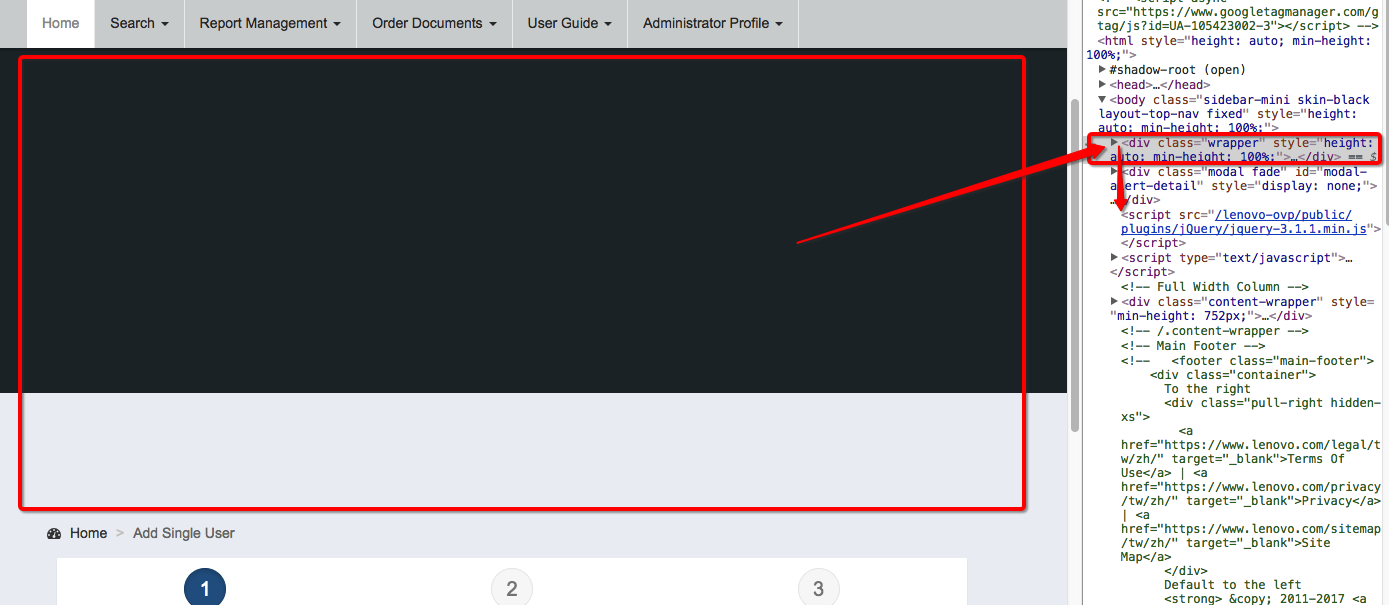 Home Search Report Management Order Documents User Guide Administrator Profile
Home > Add Single User
1 2 3
src="https://www.googletagmanager.com/g
tag/js?id=UA-105423002-3"></script> -->
<html style="height: auto; min-height:
100%;">
#shadow-root (open)
<head>…</head>
<body class="sidebar-mini skin-black
layout-top-nav fixed" style="height:
auto; min-height: 100%;">
<div class="wrapper" style="height:
auto; min-height: 100%;">…</div> == $
<div class="modal fade" id="modal-
alert-detail" style="display: none;">
…</div>
<script src="/lenovo-ovp/public/
plugins/jQuery/jquery-3.1.1.min.js">
</script>
<script type="text/javascript">…
</script>
<!-- Full Width Column -->
<div class="content-wrapper" style=
"min-height: 752px;">…</div>
<!-- /.content-wrapper -->
<!-- Main Footer -->
<!--   <footer class="main-footer">
<div class="container">
To the right
<div class="pull-right hidden-
xs">
<a
href="https://www.lenovo.com/legal/t
w/zh/" target="_blank">Terms Of
Use</a> | <a
href="https://www.lenovo.com/privacy
/tw/zh/" target="_blank">Privacy</a>
| <a
href="https://www.lenovo.com/sitemap
/tw/zh/" target="_blank">Site
Map</a>
</div>
Default to the left
<strong> &copy; 2011-2017 <a